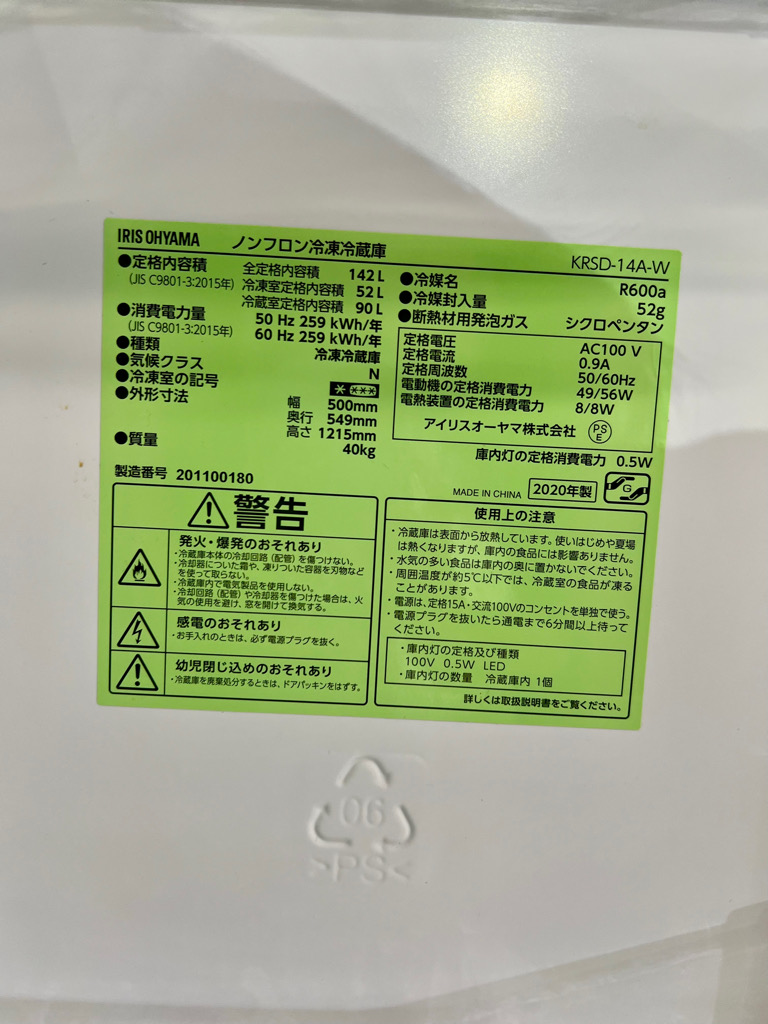 IRIS OHYAMA ノンフロン冷凍冷蔵庫 KRSD-14A-W
●定格内容積 全定格内容積 142 L
(JIS C9801-3:2015年) 冷凍室定格内容積 52 L
冷蔵室定格内容積 90 L
●消費電力量 50 Hz 259 kWh/年
(JIS C9801-3:2015年) 60 Hz 259 kWh/年
●種類 冷凍冷蔵庫
●気候クラス N
●冷凍室の記号 * ***
●外形寸法 幅 500mm
奥行 549mm
高さ 1215mm
●質量 40kg
製造番号 201100180
●冷媒名 R600a
●冷媒封入量 52g
●断熱材用発泡ガス シクロペンタン
定格電圧 AC100 V
定格電流 0.9A
定格周波数 50/60Hz
電動機の定格消費電力 49/56W
電熱装置の定格消費電力 8/8W
アイリスオーヤマ株式会社 PSE
庫内灯の定格消費電力 0.5W
MADE IN CHINA 2020年製 G
警告
発火・爆発のおそれあり
・冷蔵庫本体の冷却回路（配管）を傷つけない。
・冷却器についた霜や、凍りついた容器を刃物など
を使って取らない。
・冷蔵庫内で電気製品を使用しない。
・冷却回路（配管）や冷却器を傷つけた場合は、火
気の使用を避け、窓を開けて換気する。
感電のおそれあり
・お手入れのときは、必ず電源プラグを抜く。
幼児閉じ込めのおそれあり
・冷蔵庫を廃棄処分するときは、ドアパッキンをはずす。
使用上の注意
・冷蔵庫は表面から放熱しています。使いはじめや夏場
は熱くなりますが、庫内の食品には影響ありません。
・水気の多い食品は庫内の奥に置かないでください。
・周囲温度が約5℃以下では、冷蔵室の食品が凍る
ことがあります。
・電源は、定格15A・交流100Vのコンセントを単独で使う。
・電源プラグを抜いたら通電まで6分間以上待って
ください。
・庫内灯の定格及び種類
100V 0.5W LED
・庫内灯の数量 冷蔵庫内 1個
詳しくは取扱説明書をご覧ください。
06
>PS<